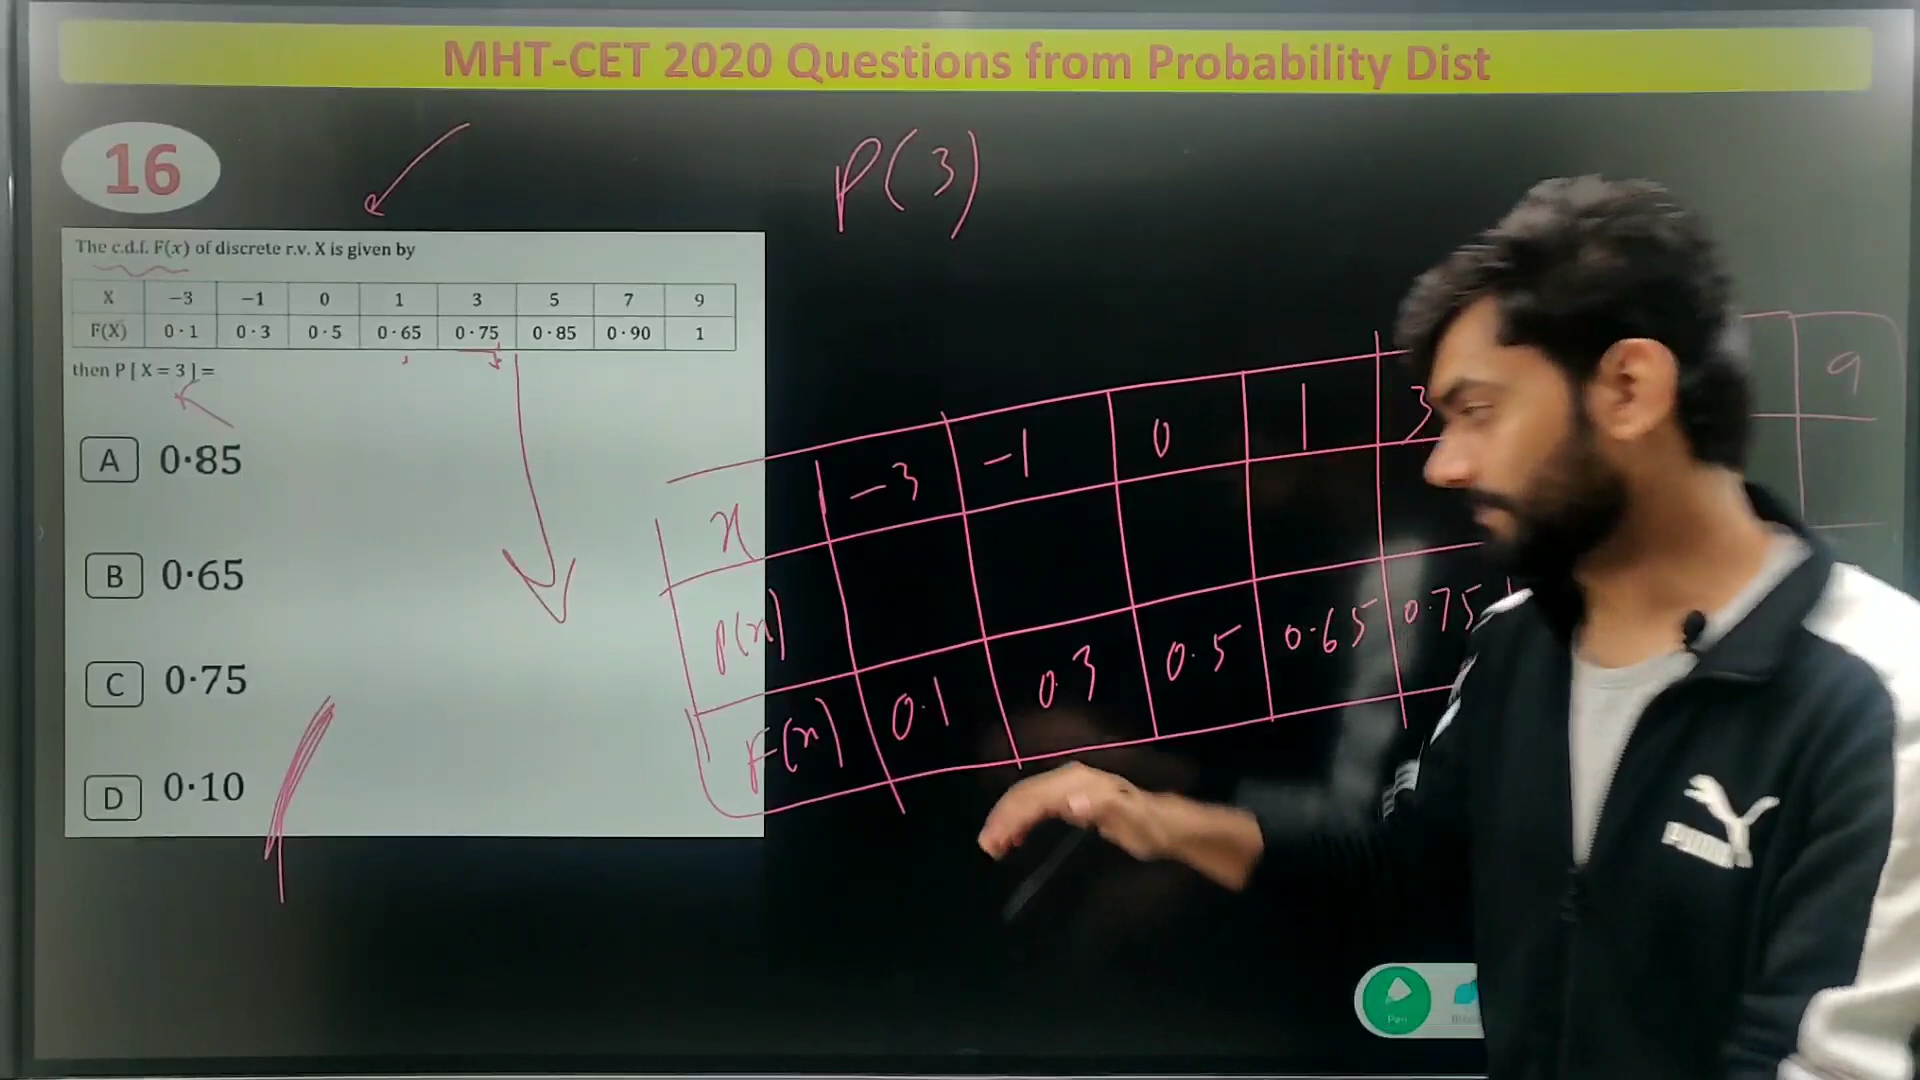 MHT-CET 2020 Questions from Probability Dist
16
P(3)
The c.d.f. F(x) of discrete r.v. X is given by
X −3 −1 0 1 3 5 7 9
F(X) 0·1 0·3 0·5 0·65 0·75 0·85 0·90 1
then P [ X = 3 ] =
A 0·85
B 0·65
C 0·75
D 0·10
x −3 −1 0 1 3 9
P(x)
F(x) 0.1 0.3 0.5 0.65 0.75
Pen